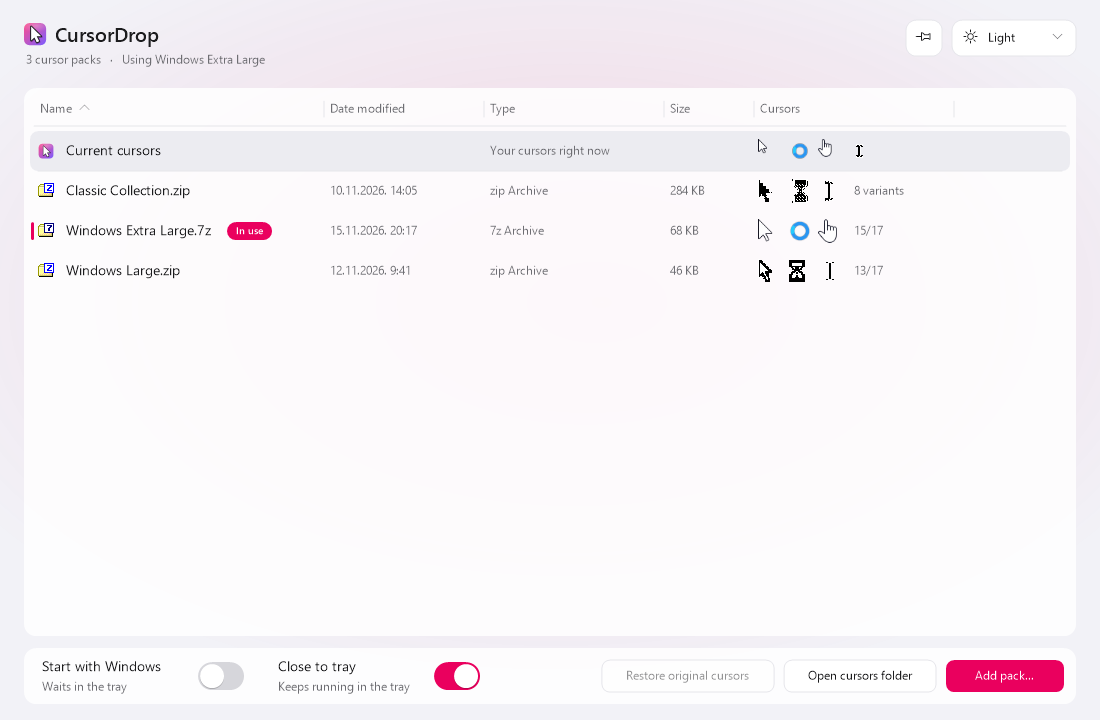 CursorDrop
3 cursor packs · Using Windows Extra Large
Light
Name Date modified Type Size Cursors
Current cursors Your cursors right now
Classic Collection.zip 10.11.2026. 14:05 zip Archive 284 KB 8 variants
Windows Extra Large.7z In use 15.11.2026. 20:17 7z Archive 68 KB 15/17
Windows Large.zip 12.11.2026. 9:41 zip Archive 46 KB 13/17
Start with Windows
Waits in the tray
Close to tray
Keeps running in the tray
Restore original cursors
Open cursors folder
Add pack...